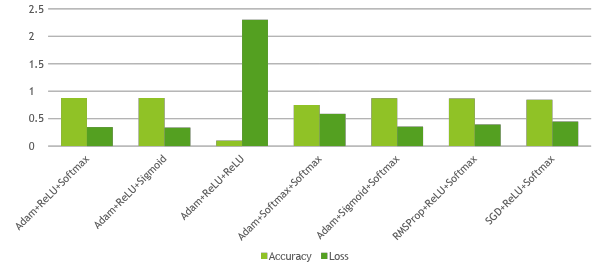 2.5
2
1.5
1
0.5
0
Adam+ReLU+Softmax
Adam+ReLU+Sigmoid
Adam+ReLU+ReLU
Adam+Softmax+Softmax
Adam+Sigmoid+Softmax
RMSProp+ReLU+Softmax
SGD+ReLU+Softmax
Accuracy Loss